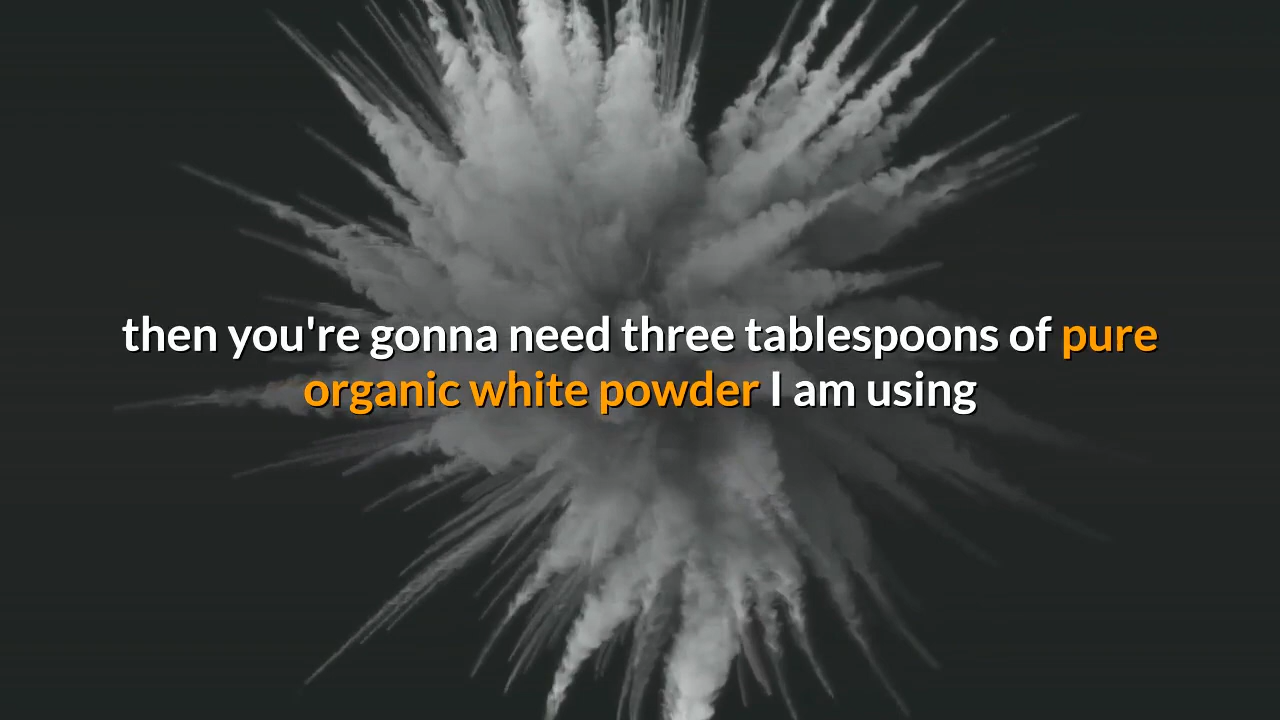 then you're gonna need three tablespoons of pure
organic white powder I am using